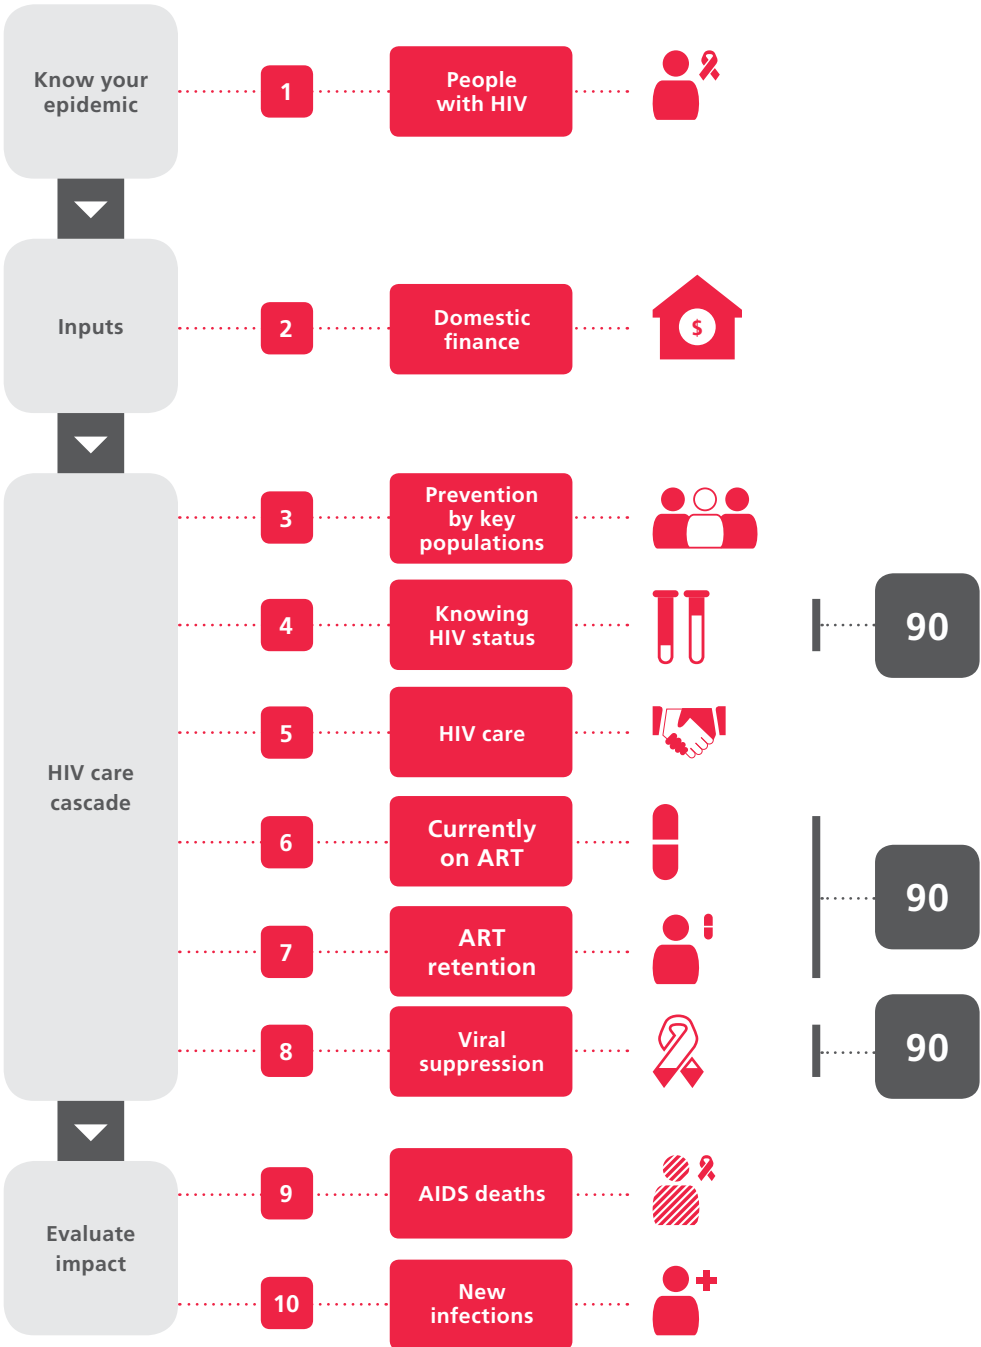 Know your
epidemic
1
People
with HIV
Inputs
2
Domestic
finance
$
HIV care
cascade
3
Prevention
by key
populations
4
Knowing
HIV status
90
5
HIV care
6
Currently
on ART
90
7
ART
retention
8
Viral
suppression
90
Evaluate
impact
9
AIDS deaths
10
New
infections